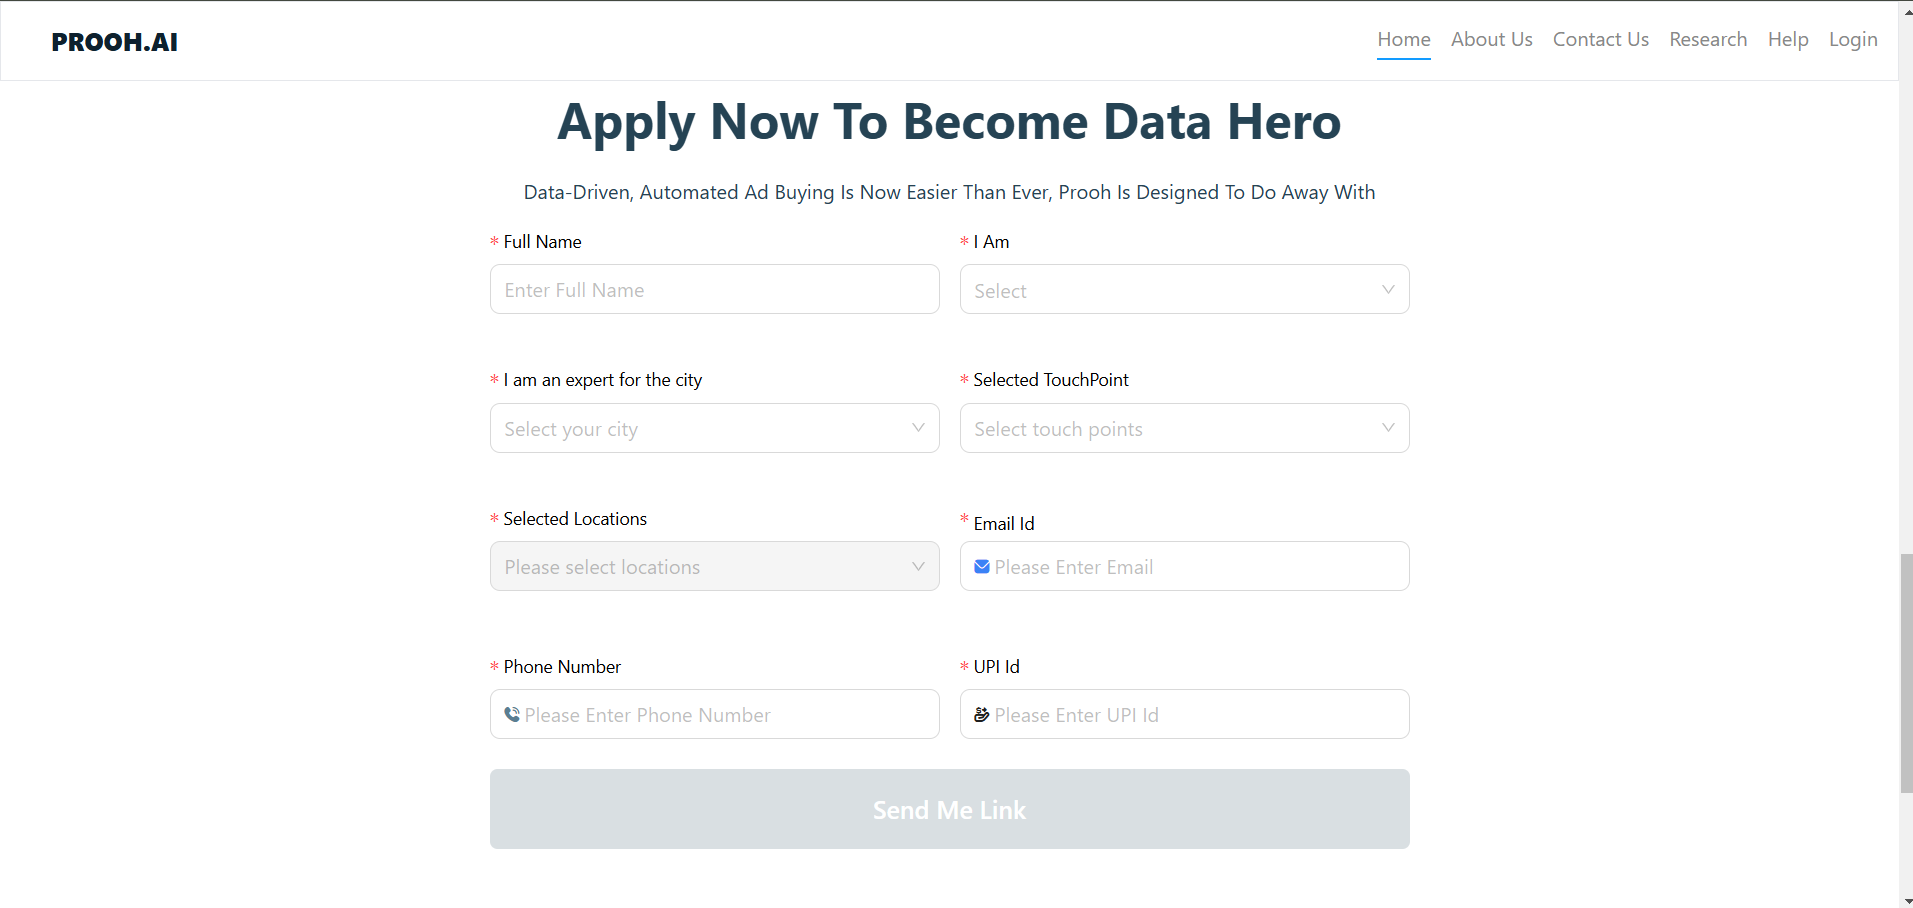 PROOH.AI
Home About Us Contact Us Research Help Login
Apply Now To Become Data Hero
Data-Driven, Automated Ad Buying Is Now Easier Than Ever, Prooh Is Designed To Do Away With
* Full Name * I Am
Enter Full Name Select
* I am an expert for the city * Selected TouchPoint
Select your city Select touch points
* Selected Locations * Email Id
Please select locations Please Enter Email
* Phone Number * UPI Id
Please Enter Phone Number Please Enter UPI Id
Send Me Link